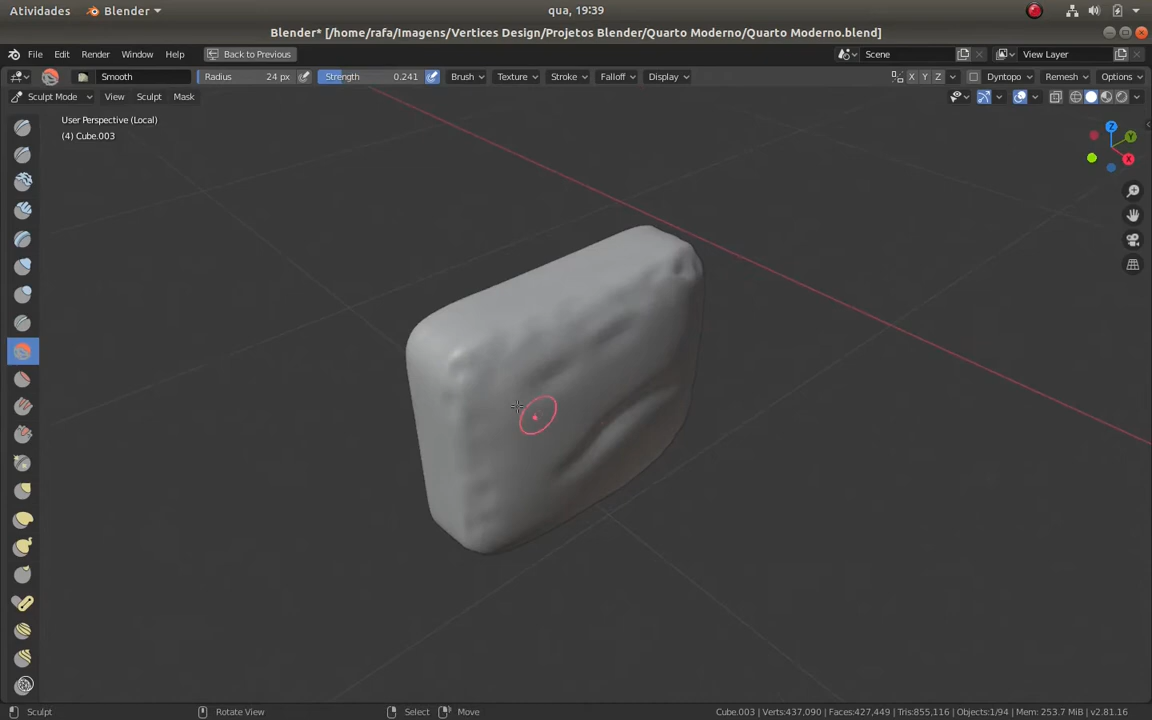 Atividades Blender qua, 19:39
Blender* [/home/rafa/Imagens/Vertices Design/Projetos Blender/Quarto Moderno/Quarto Moderno.blend]
File Edit Render Window Help Back to Previous Scene View Layer
Smooth Radius 24 px Strength 0.241 Brush Texture Stroke Falloff Display X Y Z Dyntopo Remesh Options
Sculpt Mode View Sculpt Mask
User Perspective (Local)
(4) Cube.003
Z
Y
X
Sculpt Rotate View Select Move Cube.003 | Verts:437,090 | Faces:427,449 | Tris:855,116 | Objects:1/94 | Mem: 253.7 MiB | v2.81.16